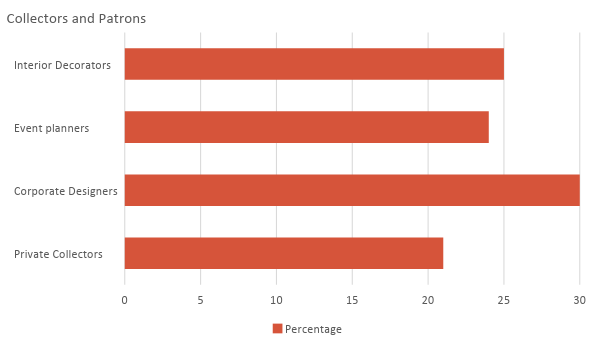 Collectors and Patrons
Interior Decorators
Event planners
Corporate Designers
Private Collectors
0 5 10 15 20 25 30
Percentage